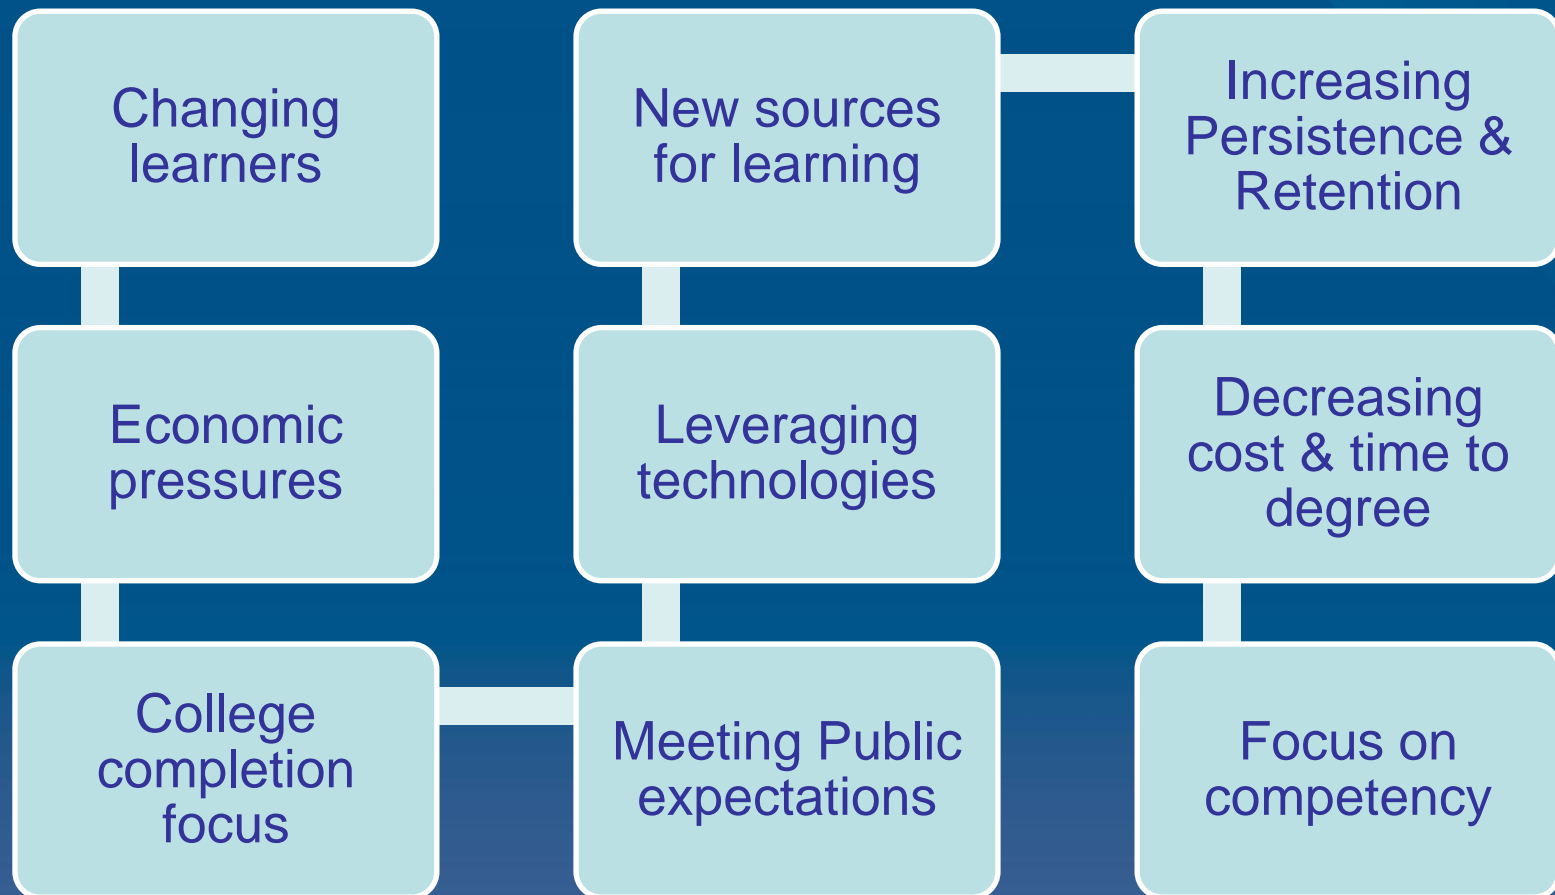 Changing
learners
Economic
pressures
College
completion
focus
Meeting Public
expectations
Leveraging
technologies
New sources
for learning
Increasing
Persistence &
Retention
Decreasing
cost & time to
degree
Focus on
competency